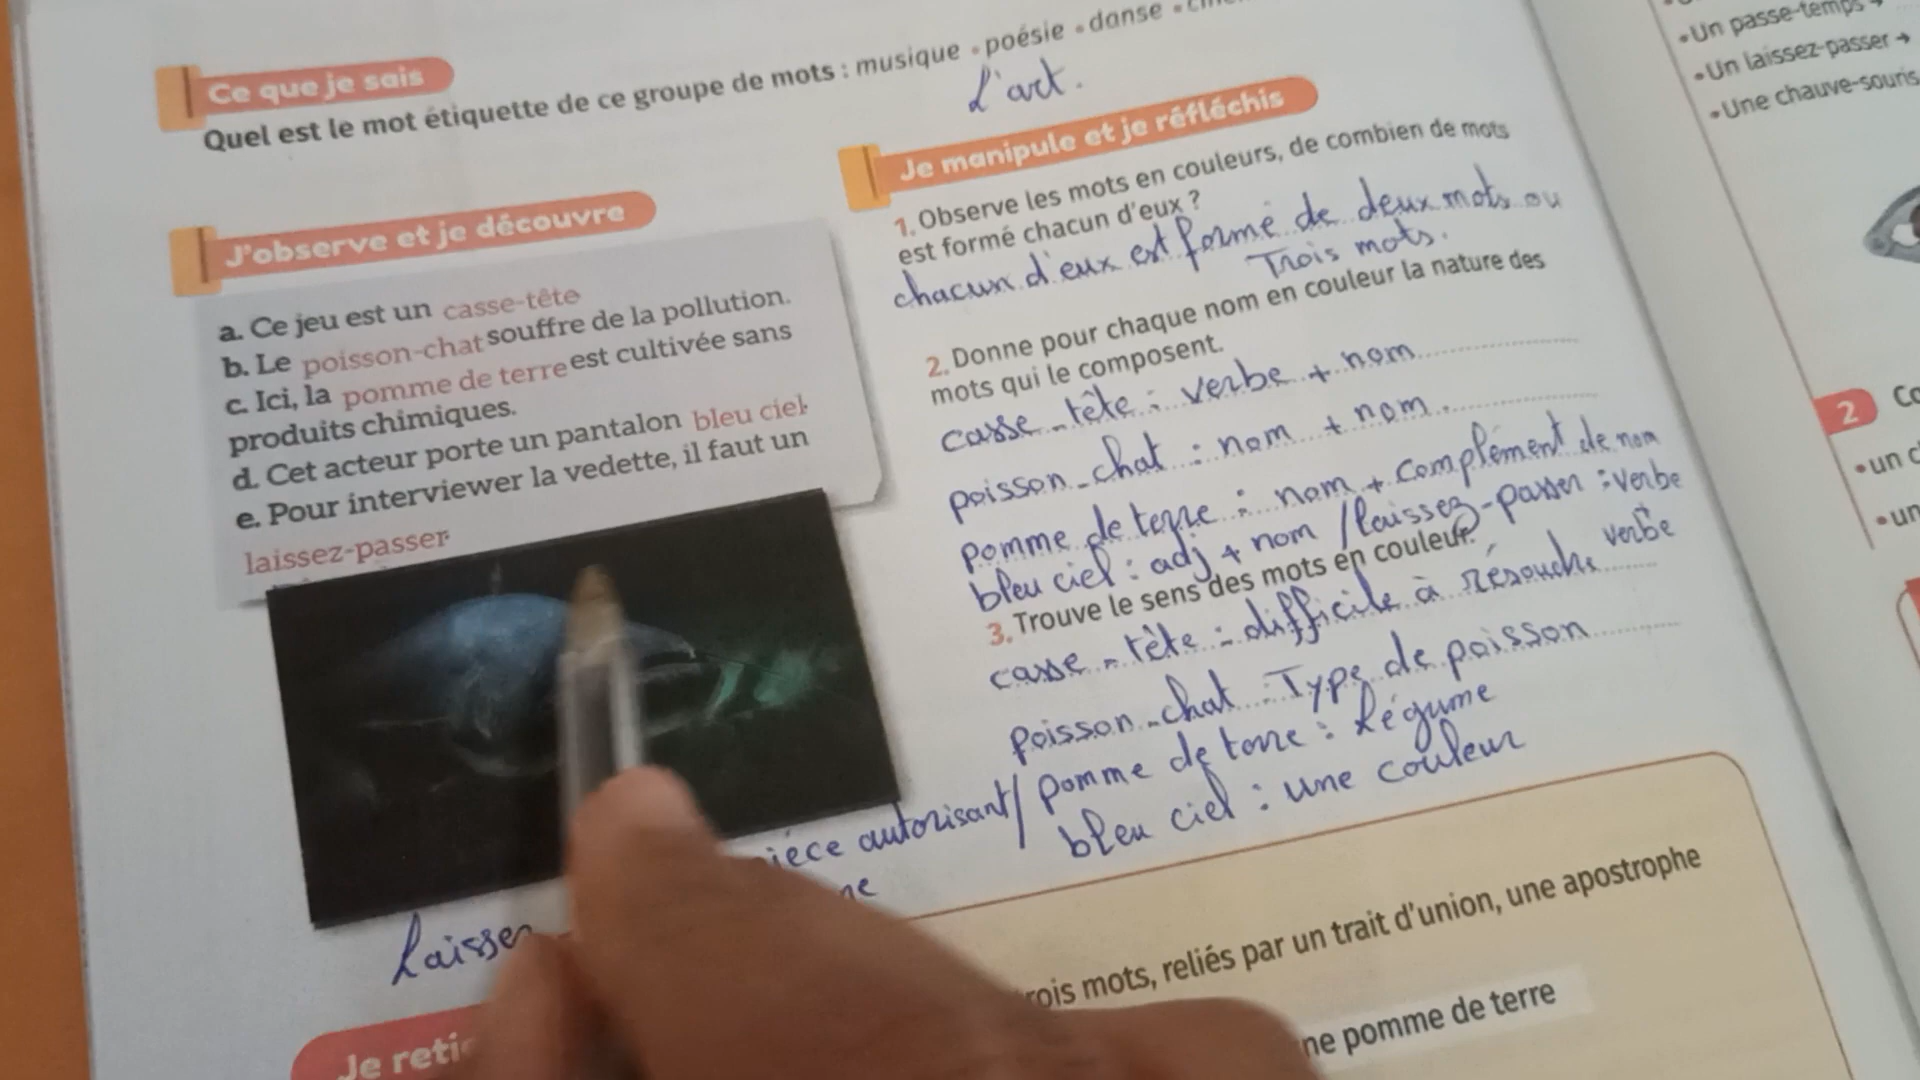 Ce que je sais
Quel est le mot étiquette de ce groupe de mots : musique • poésie • danse •
L'art.
J'observe et je découvre
a. Ce jeu est un casse-tête
b. Le poisson-chat souffre de la pollution.
c. Ici, la pomme de terre est cultivée sans
produits chimiques.
d. Cet acteur porte un pantalon bleu ciel.
e. Pour interviewer la vedette, il faut un
laissez-passer.
Je manipule et je réfléchis
1. Observe les mots en couleurs, de combien de mots
est formé chacun d'eux ?
chacun d'eux est formé de deux mots ou
Trois mots.
2. Donne pour chaque nom en couleur la nature des
mots qui le composent.
casse-tête : verbe + nom
poisson-chat : nom + nom.
pomme de terre : nom + complément de nom
bleu ciel : adj + nom / laissez-passer : verbe
verbe
3. Trouve le sens des mots en couleur.
casse-tête : difficile à résoudre
poisson-chat : Type de poisson
pomme de terre : légume
bleu ciel : une couleur
autorisant/
Je
trois mots, reliés par un trait d'union, une apostrophe
pomme de terre
•Un passe-temps →
•Un laissez-passer →
•Une chauve-souris
2
•un